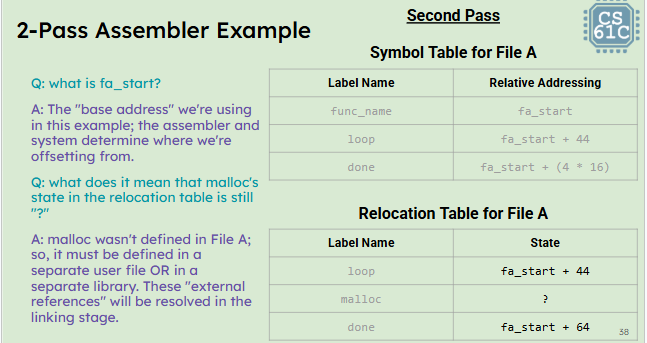 Second Pass
CS
61C
2-Pass Assembler Example
Symbol Table for File A
Q: what is fa_start?
A: The "base address" we're using
in this example; the assembler and
system determine where we're
offsetting from.
Q: what does it mean that malloc's
state in the relocation table is still
"?"
A: malloc wasn't defined in File A;
so, it must be defined in a
separate user file OR in a
separate library. These "external
references" will be resolved in the
linking stage.
Label Name Relative Addressing
func_name fa_start
loop fa_start + 44
done fa_start + (4 * 16)
Relocation Table for File A
Label Name State
loop fa_start + 44
malloc ?
done fa_start + 64
38